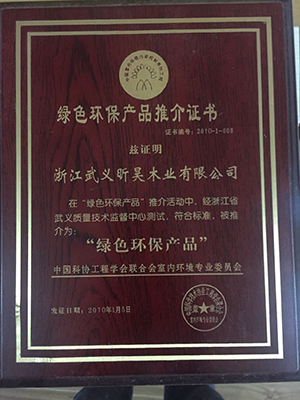 绿色环保产品推介证书
证书编号：2010-1-008
兹证明
浙江武义昕昊木业有限公司
在“绿色环保产品”推介活动中，经浙江省
武义质量技术监督中心测试，符合标准，被推
介为：
“绿色环保产品”
中国科协工程学会联合会室内环境专业委员会
发证日期：2010年1月5日